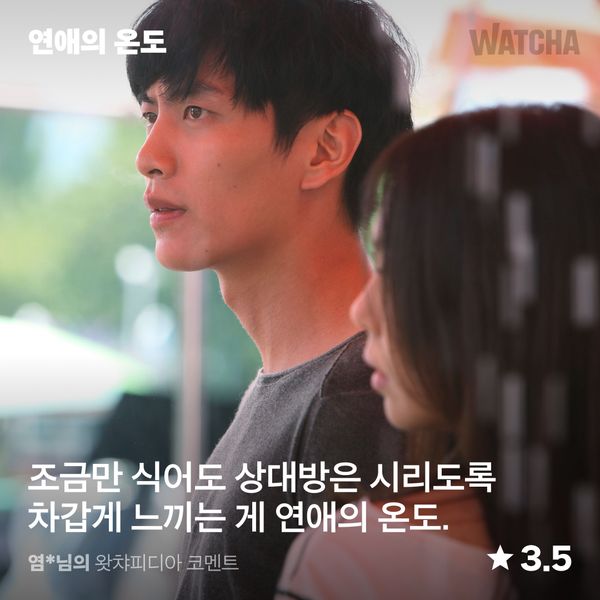 연애의 온도
WATCHA
조금만 식어도 상대방은 시리도록
차갑게 느끼는 게 연애의 온도.
염*님의 왓챠피디아 코멘트
★ 3.5